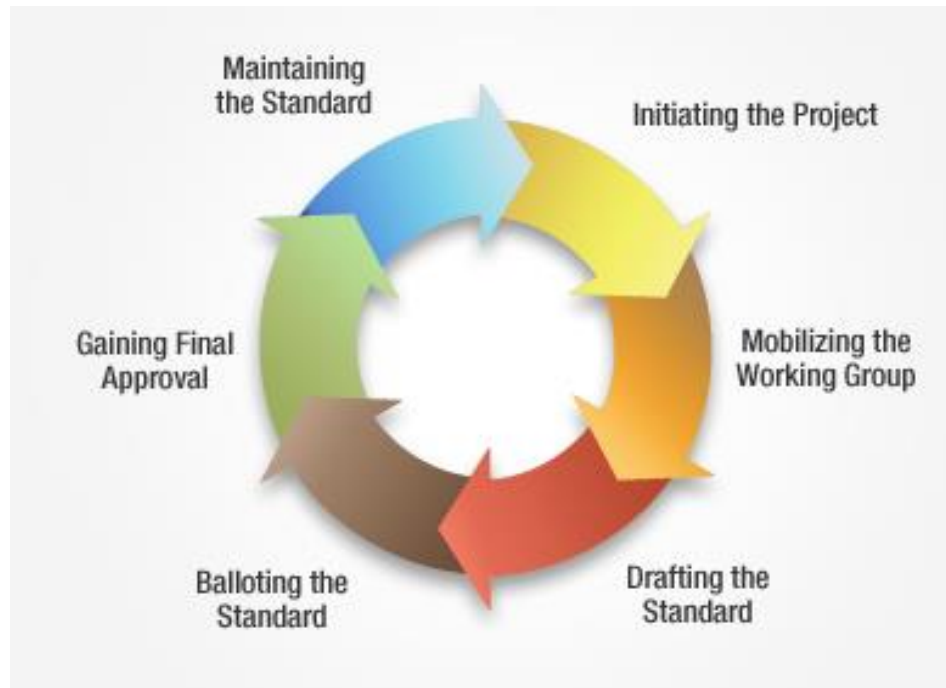 Maintaining
the Standard
Initiating the Project
Mobilizing the
Working Group
Drafting the
Standard
Balloting the
Standard
Gaining Final
Approval